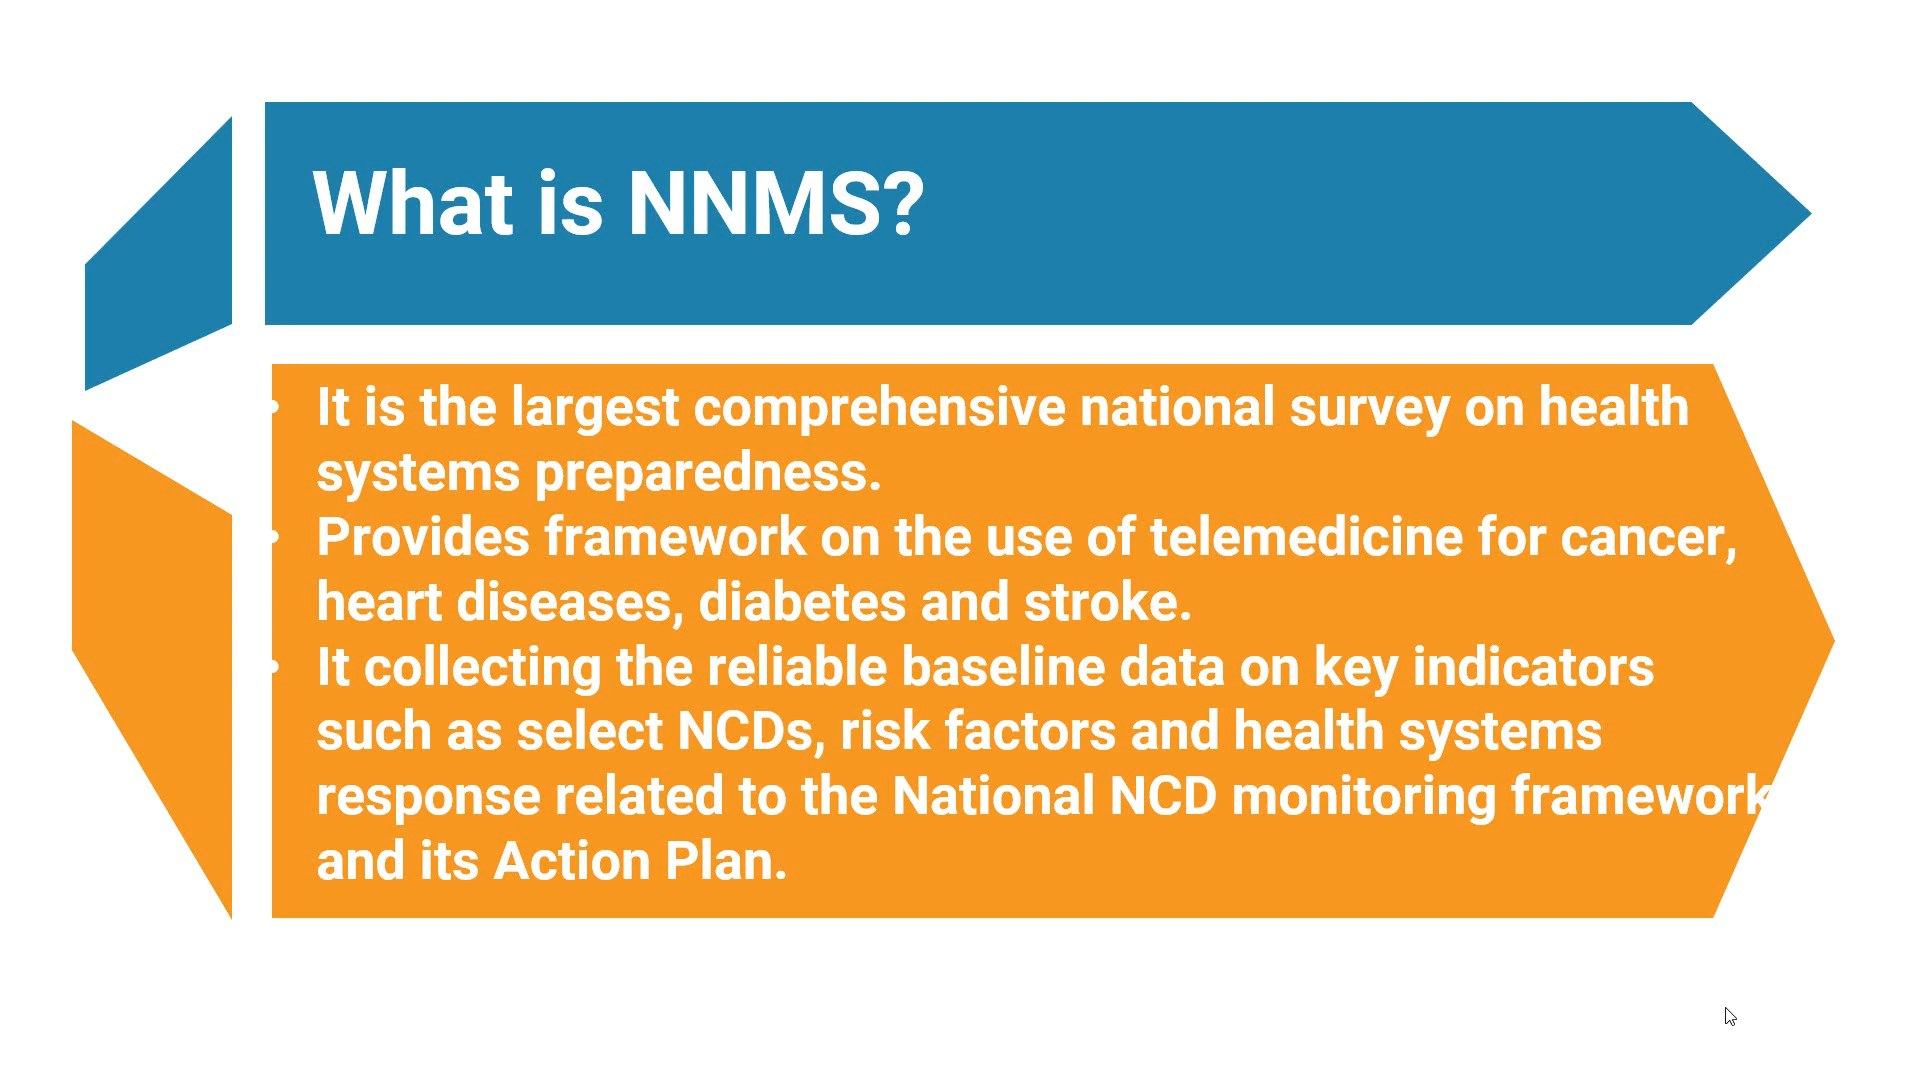 What is NNMS?
• It is the largest comprehensive national survey on health
systems preparedness.
• Provides framework on the use of telemedicine for cancer,
heart diseases, diabetes and stroke.
• It collecting the reliable baseline data on key indicators
such as select NCDs, risk factors and health systems
response related to the National NCD monitoring framework
and its Action Plan.